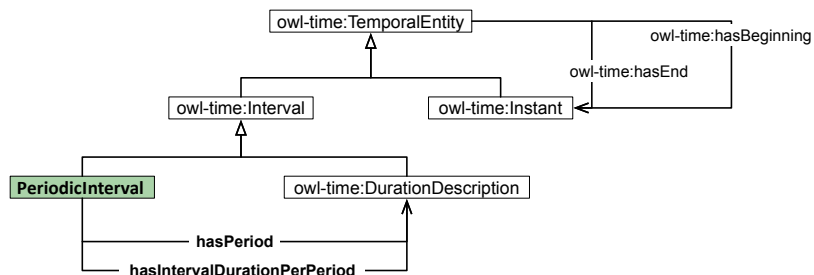 owl-time:TemporalEntity
owl-time:hasBeginning
owl-time:hasEnd
owl-time:Interval
owl-time:Instant
PeriodicInterval
owl-time:DurationDescription
hasPeriod
hasIntervalDurationPerPeriod